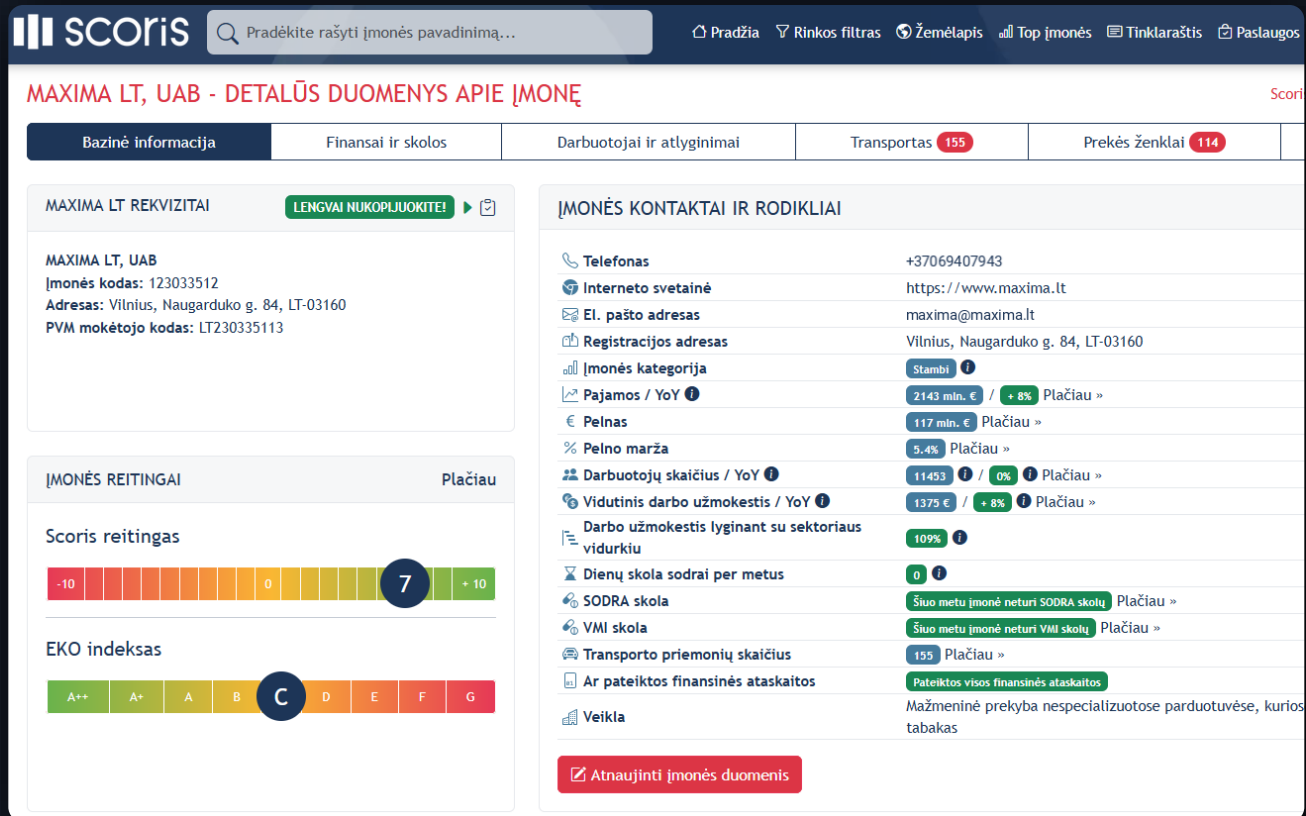 scoris
Pradėkite rašyti įmonės pavadinimą...
Pradžia
Rinkos filtras
Žemėlapis
Top įmonės
Tinklaraštis
Paslaugos
MAXIMA LT, UAB - DETALŪS DUOMENYS APIE ĮMONĘ
Scoris
Bazinė informacija
Finansai ir skolos
Darbuotojai ir atlyginimai
Transportas 155
Prekės ženklai 114
MAXIMA LT REKVIZITAI
LENGVAI NUKOPIJUOKITE!
MAXIMA LT, UAB
Įmonės kodas: 123033512
Adresas: Vilnius, Naugarduko g. 84, LT-03160
PVM mokėtojo kodas: LT230335113
ĮMONĖS REITINGAI
Plačiau
Scoris reitingas
-10 0 7 + 10
EKO indeksas
A++ A+ A B C D E F G
ĮMONĖS KONTAKTAI IR RODIKLIAI
Telefonas +37069407943
Interneto svetainė https://www.maxima.lt
El. pašto adresas maxima@maxima.lt
Registracijos adresas Vilnius, Naugarduko g. 84, LT-03160
Įmonės kategorija Stambi
Pajamos / YoY 2143 mln. € / + 8% Plačiau »
Pelnas 117 mln. € Plačiau »
Pelno marža 5.4% Plačiau »
Darbuotojų skaičius / YoY 11453 / 0% Plačiau »
Vidutinis darbo užmokestis / YoY 1375 € / + 8% Plačiau »
Darbo užmokestis lyginant su sektoriaus
vidurkiu 109%
Dienų skola sodrai per metus 0
SODRA skola Šiuo metu įmonė neturi SODRA skolų Plačiau »
VMI skola Šiuo metu įmonė neturi VMI skolų Plačiau »
Transporto priemonių skaičius 155 Plačiau »
Ar pateiktos finansinės ataskaitos Pateiktos visos finansinės ataskaitos
Veikla Mažmeninė prekyba nespecializuotose parduotuvėse, kurios
tabakas
Atnaujinti įmonės duomenis